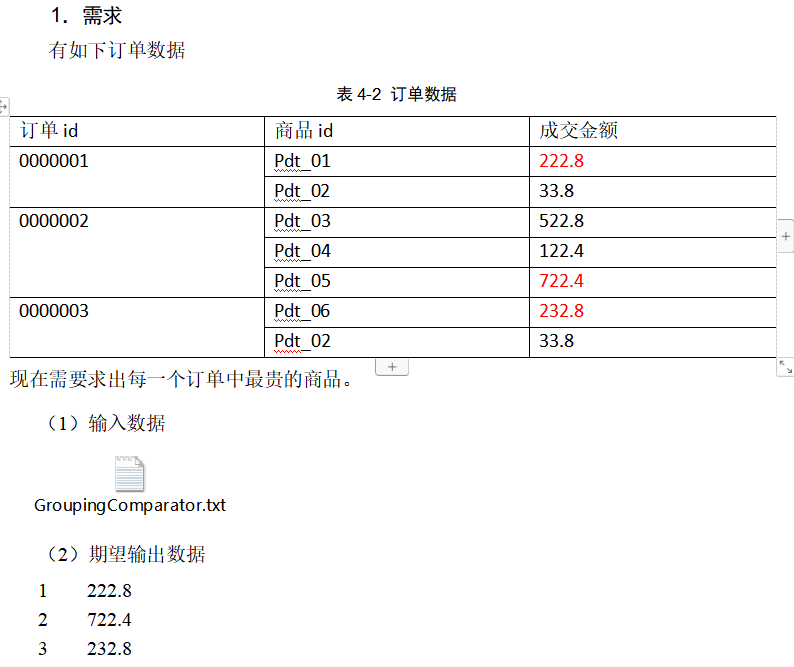 1. 需求
有如下订单数据
表 4-2 订单数据
订单 id 商品 id 成交金额
0000001 Pdt_01 222.8
Pdt_02 33.8
0000002 Pdt_03 522.8
Pdt_04 122.4
Pdt_05 722.4
0000003 Pdt_06 232.8
Pdt_02 33.8
现在需要求出每一个订单中最贵的商品。
（1）输入数据
GroupingComparator.txt
（2）期望输出数据
1 222.8
2 722.4
3 232.8